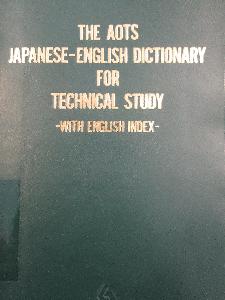 THE AOTS
JAPANESE-ENGLISH DICTIONARY
FOR
TECHNICAL STUDY
-WITH ENGLISH INDEX-